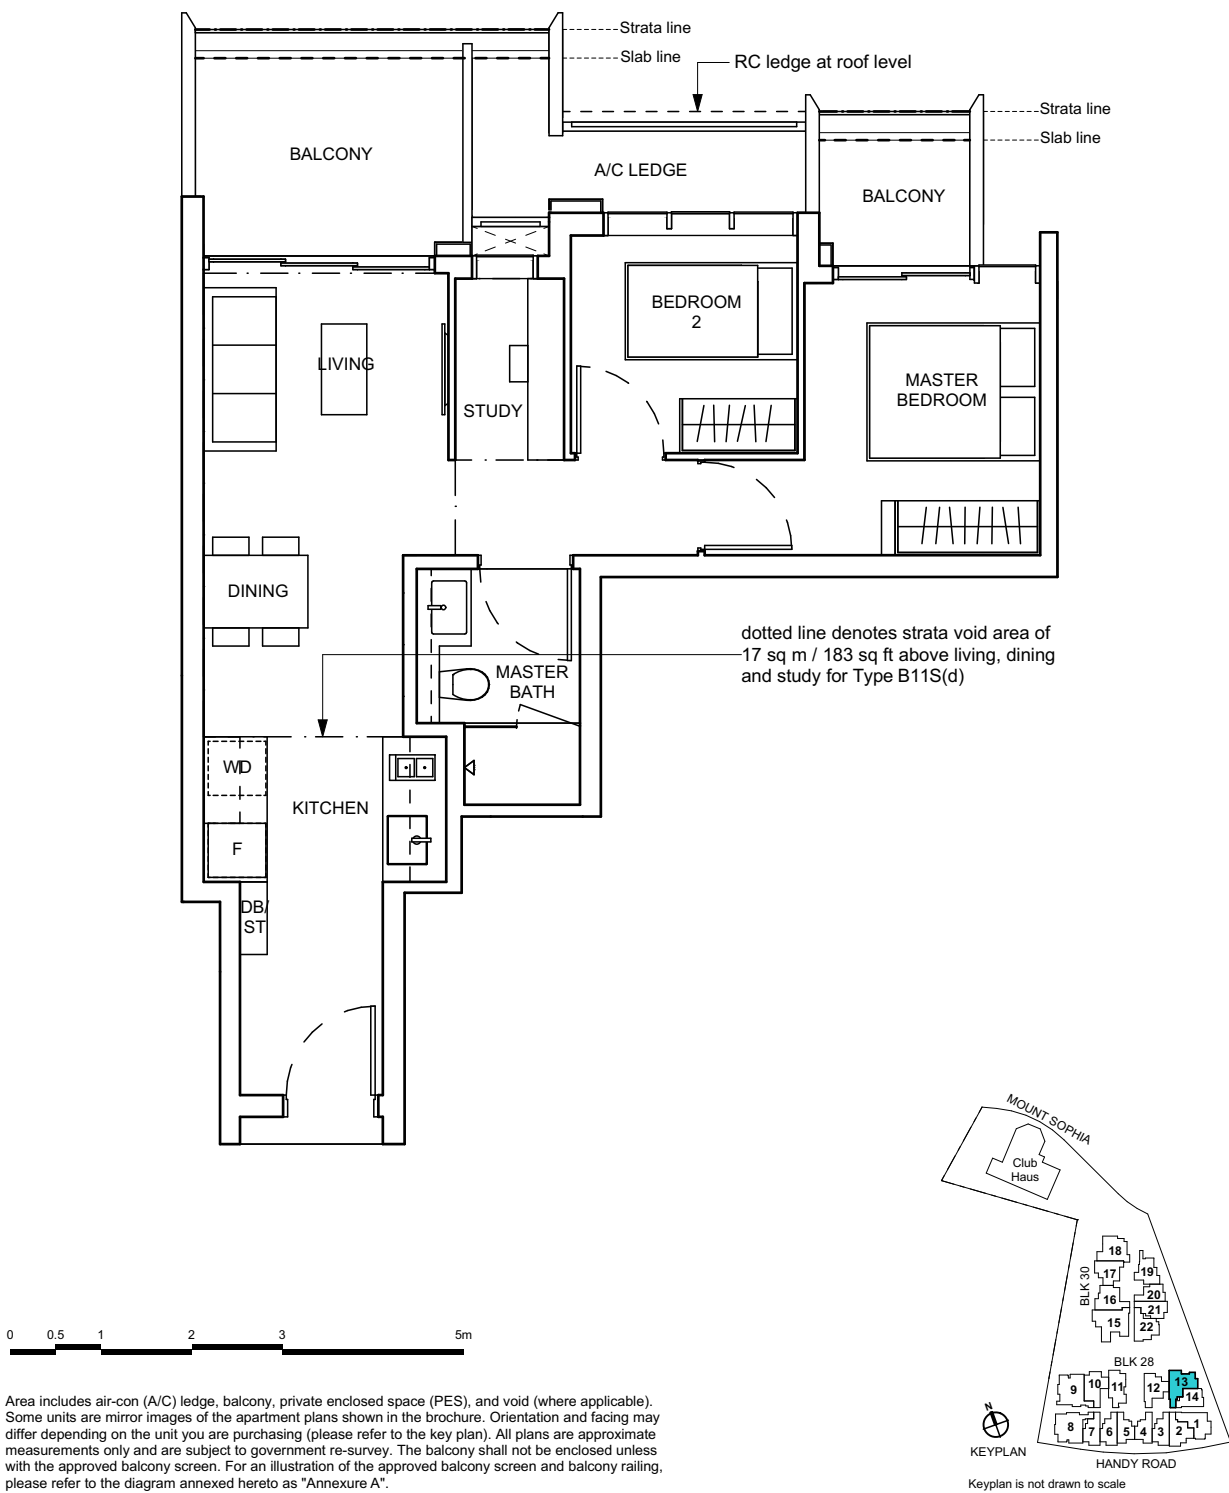 Strata line
Slab line
RC ledge at roof level
Strata line
Slab line
BALCONY
A/C LEDGE
BALCONY
BEDROOM
2
LIVING
MASTER
BEDROOM
STUDY
DINING
dotted line denotes strata void area of
17 sq m / 183 sq ft above living, dining
and study for Type B11S(d)
MASTER
BATH
WD
KITCHEN
F
DB/
ST
MOUNT SOPHIA
Club
Haus
BLK 30
18
17
19
16
20
21
15
22
BLK 28
13
9
10
11
12
14
8
7
6
5
4
3
2
1
N
KEYPLAN
HANDY ROAD
Keyplan is not drawn to scale
0 0.5 1 2 3 5m
Area includes air-con (A/C) ledge, balcony, private enclosed space (PES), and void (where applicable).
Some units are mirror images of the apartment plans shown in the brochure. Orientation and facing may
differ depending on the unit you are purchasing (please refer to the key plan). All plans are approximate
measurements only and are subject to government re-survey. The balcony shall not be enclosed unless
with the approved balcony screen. For an illustration of the approved balcony screen and balcony railing,
please refer to the diagram annexed hereto as "Annexure A".